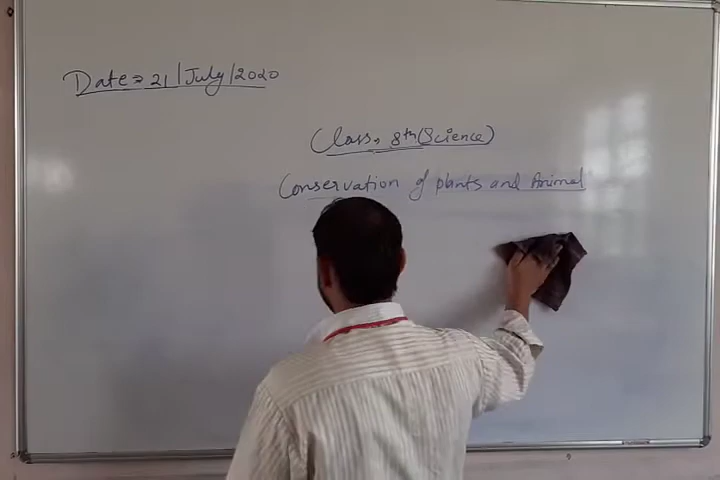 Date = 21/July/2020
Class = 8th (Science)
Conservation of plants and Animal